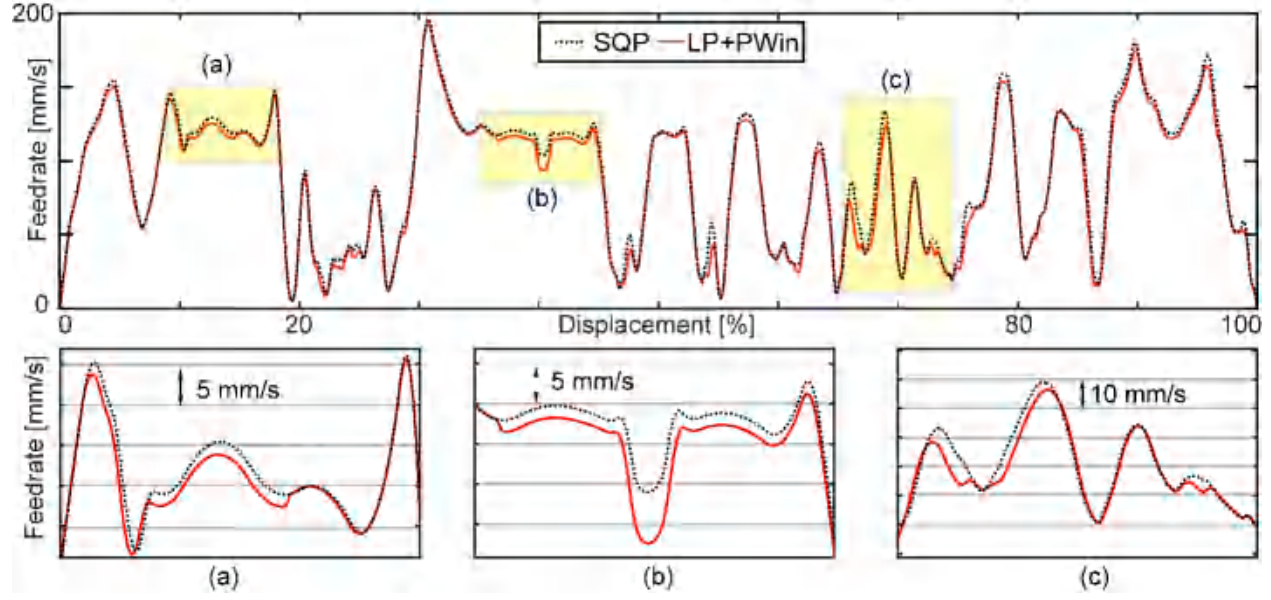 200
SQP LP+PWin
(a)
(c)
(b)
Feedrate [mm/s]
0
0 20 Displacement [%] 80 100
5 mm/s
5 mm/s
10 mm/s
Feedrate [mm/s]
(a) (b) (c)